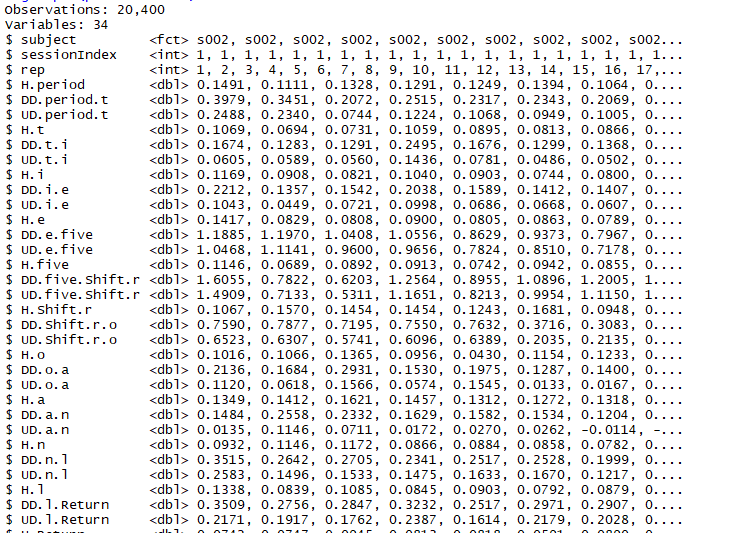 Observations: 20,400
Variables: 34
$ subject <fct> s002, s002, s002, s002, s002, s002, s002, s002, s002, s002...
$ sessionIndex <int> 1, 1, 1, 1, 1, 1, 1, 1, 1, 1, 1, 1, 1, 1, 1, 1, 1, 1, 1, 1...
$ rep <int> 1, 2, 3, 4, 5, 6, 7, 8, 9, 10, 11, 12, 13, 14, 15, 16, 17,...
$ H.period <dbl> 0.1491, 0.1111, 0.1328, 0.1291, 0.1249, 0.1394, 0.1064, 0....
$ DD.period.t <dbl> 0.3979, 0.3451, 0.2072, 0.2515, 0.2317, 0.2343, 0.2069, 0....
$ UD.period.t <dbl> 0.2488, 0.2340, 0.0744, 0.1224, 0.1068, 0.0949, 0.1005, 0....
$ H.t <dbl> 0.1069, 0.0694, 0.0731, 0.1059, 0.0895, 0.0813, 0.0866, 0....
$ DD.t.i <dbl> 0.1674, 0.1283, 0.1291, 0.2495, 0.1676, 0.1299, 0.1368, 0....
$ UD.t.i <dbl> 0.0605, 0.0589, 0.0560, 0.1436, 0.0781, 0.0486, 0.0502, 0....
$ H.i <dbl> 0.1169, 0.0908, 0.0821, 0.1040, 0.0903, 0.0744, 0.0800, 0....
$ DD.i.e <dbl> 0.2212, 0.1357, 0.1542, 0.2038, 0.1589, 0.1412, 0.1407, 0....
$ UD.i.e <dbl> 0.1043, 0.0449, 0.0721, 0.0998, 0.0686, 0.0668, 0.0607, 0....
$ H.e <dbl> 0.1417, 0.0829, 0.0808, 0.0900, 0.0805, 0.0863, 0.0789, 0....
$ DD.e.five <dbl> 1.1885, 1.1970, 1.0408, 1.0556, 0.8629, 0.9373, 0.7967, 0....
$ UD.e.five <dbl> 1.0468, 1.1141, 0.9600, 0.9656, 0.7824, 0.8510, 0.7178, 0....
$ H.five <dbl> 0.1146, 0.0689, 0.0892, 0.0913, 0.0742, 0.0942, 0.0855, 0....
$ DD.five.Shift.r <dbl> 1.6055, 0.7822, 0.6203, 1.2564, 0.8955, 1.0896, 1.2005, 1....
$ UD.five.Shift.r <dbl> 1.4909, 0.7133, 0.5311, 1.1651, 0.8213, 0.9954, 1.1150, 1....
$ H.Shift.r <dbl> 0.1067, 0.1570, 0.1454, 0.1454, 0.1243, 0.1681, 0.0948, 0....
$ DD.Shift.r.o <dbl> 0.7590, 0.7877, 0.7195, 0.7550, 0.7632, 0.3716, 0.3083, 0....
$ UD.Shift.r.o <dbl> 0.6523, 0.6307, 0.5741, 0.6096, 0.6389, 0.2035, 0.2135, 0....
$ H.o <dbl> 0.1016, 0.1066, 0.1365, 0.0956, 0.0430, 0.1154, 0.1233, 0....
$ DD.o.a <dbl> 0.2136, 0.1684, 0.2931, 0.1530, 0.1975, 0.1287, 0.1400, 0....
$ UD.o.a <dbl> 0.1120, 0.0618, 0.1566, 0.0574, 0.1545, 0.0133, 0.0167, 0....
$ H.a <dbl> 0.1349, 0.1412, 0.1621, 0.1457, 0.1312, 0.1272, 0.1318, 0....
$ DD.a.n <dbl> 0.1484, 0.2558, 0.2332, 0.1629, 0.1582, 0.1534, 0.1204, 0....
$ UD.a.n <dbl> 0.0135, 0.1146, 0.0711, 0.0172, 0.0270, 0.0262, -0.0114, -...
$ H.n <dbl> 0.0932, 0.1146, 0.1172, 0.0866, 0.0884, 0.0858, 0.0782, 0....
$ DD.n.l <dbl> 0.3515, 0.2642, 0.2705, 0.2341, 0.2517, 0.2528, 0.1999, 0....
$ UD.n.l <dbl> 0.2583, 0.1496, 0.1533, 0.1475, 0.1633, 0.1670, 0.1217, 0....
$ H.l <dbl> 0.1338, 0.0839, 0.1085, 0.0845, 0.0903, 0.0792, 0.0879, 0....
$ DD.l.Return <dbl> 0.3509, 0.2756, 0.2847, 0.3232, 0.2517, 0.2971, 0.2907, 0....
$ UD.l.Return <dbl> 0.2171, 0.1917, 0.1762, 0.2387, 0.1614, 0.2179, 0.2028, 0....